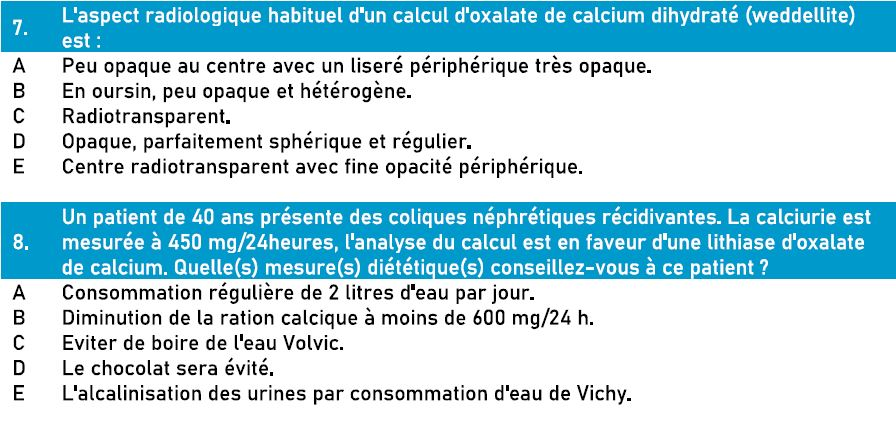 7. L'aspect radiologique habituel d'un calcul d'oxalate de calcium dihydraté (weddellite)
est :
A Peu opaque au centre avec un liseré périphérique très opaque.
B En oursin, peu opaque et hétérogène.
C Radiotransparent.
D Opaque, parfaitement sphérique et régulier.
E Centre radiotransparent avec fine opacité périphérique.
Un patient de 40 ans présente des coliques néphrétiques récidivantes. La calciurie est
8. mesurée à 450 mg/24heures, l'analyse du calcul est en faveur d'une lithiase d'oxalate
de calcium. Quelle(s) mesure(s) diététique(s) conseillez-vous à ce patient ?
A Consommation régulière de 2 litres d'eau par jour.
B Diminution de la ration calcique à moins de 600 mg/24 h.
C Eviter de boire de l'eau Volvic.
D Le chocolat sera évité.
E L'alcalinisation des urines par consommation d'eau de Vichy.